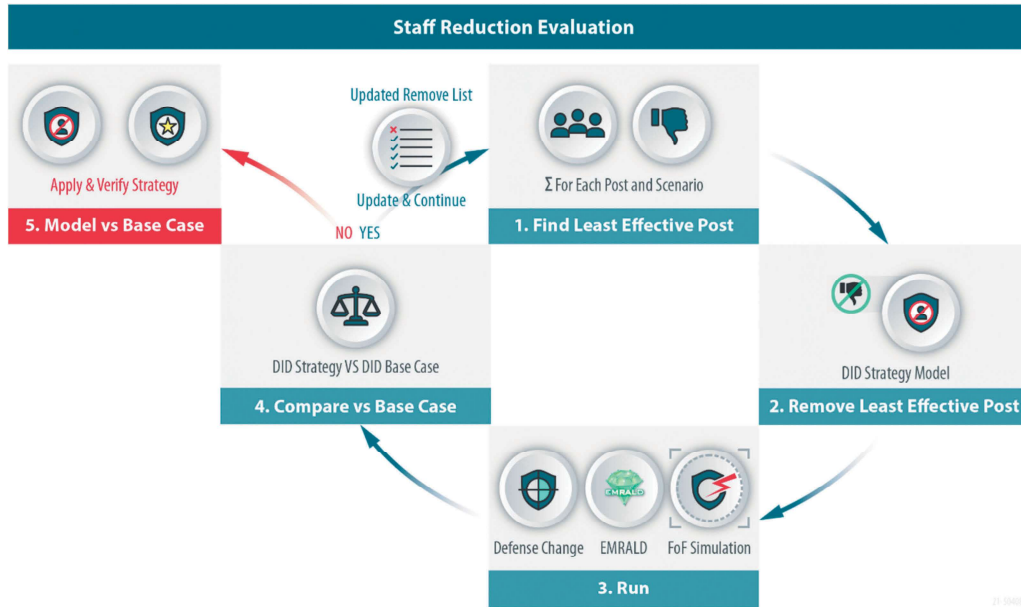 Staff Reduction Evaluation
Updated Remove List
Update & Continue
NO YES
Σ For Each Post and Scenario
1. Find Least Effective Post
DID Strategy Model
2. Remove Least Effective Post
EMRALD
Defense Change
EMRALD
FoF Simulation
3. Run
DID Strategy VS DID Base Case
4. Compare vs Base Case
Apply & Verify Strategy
5. Model vs Base Case